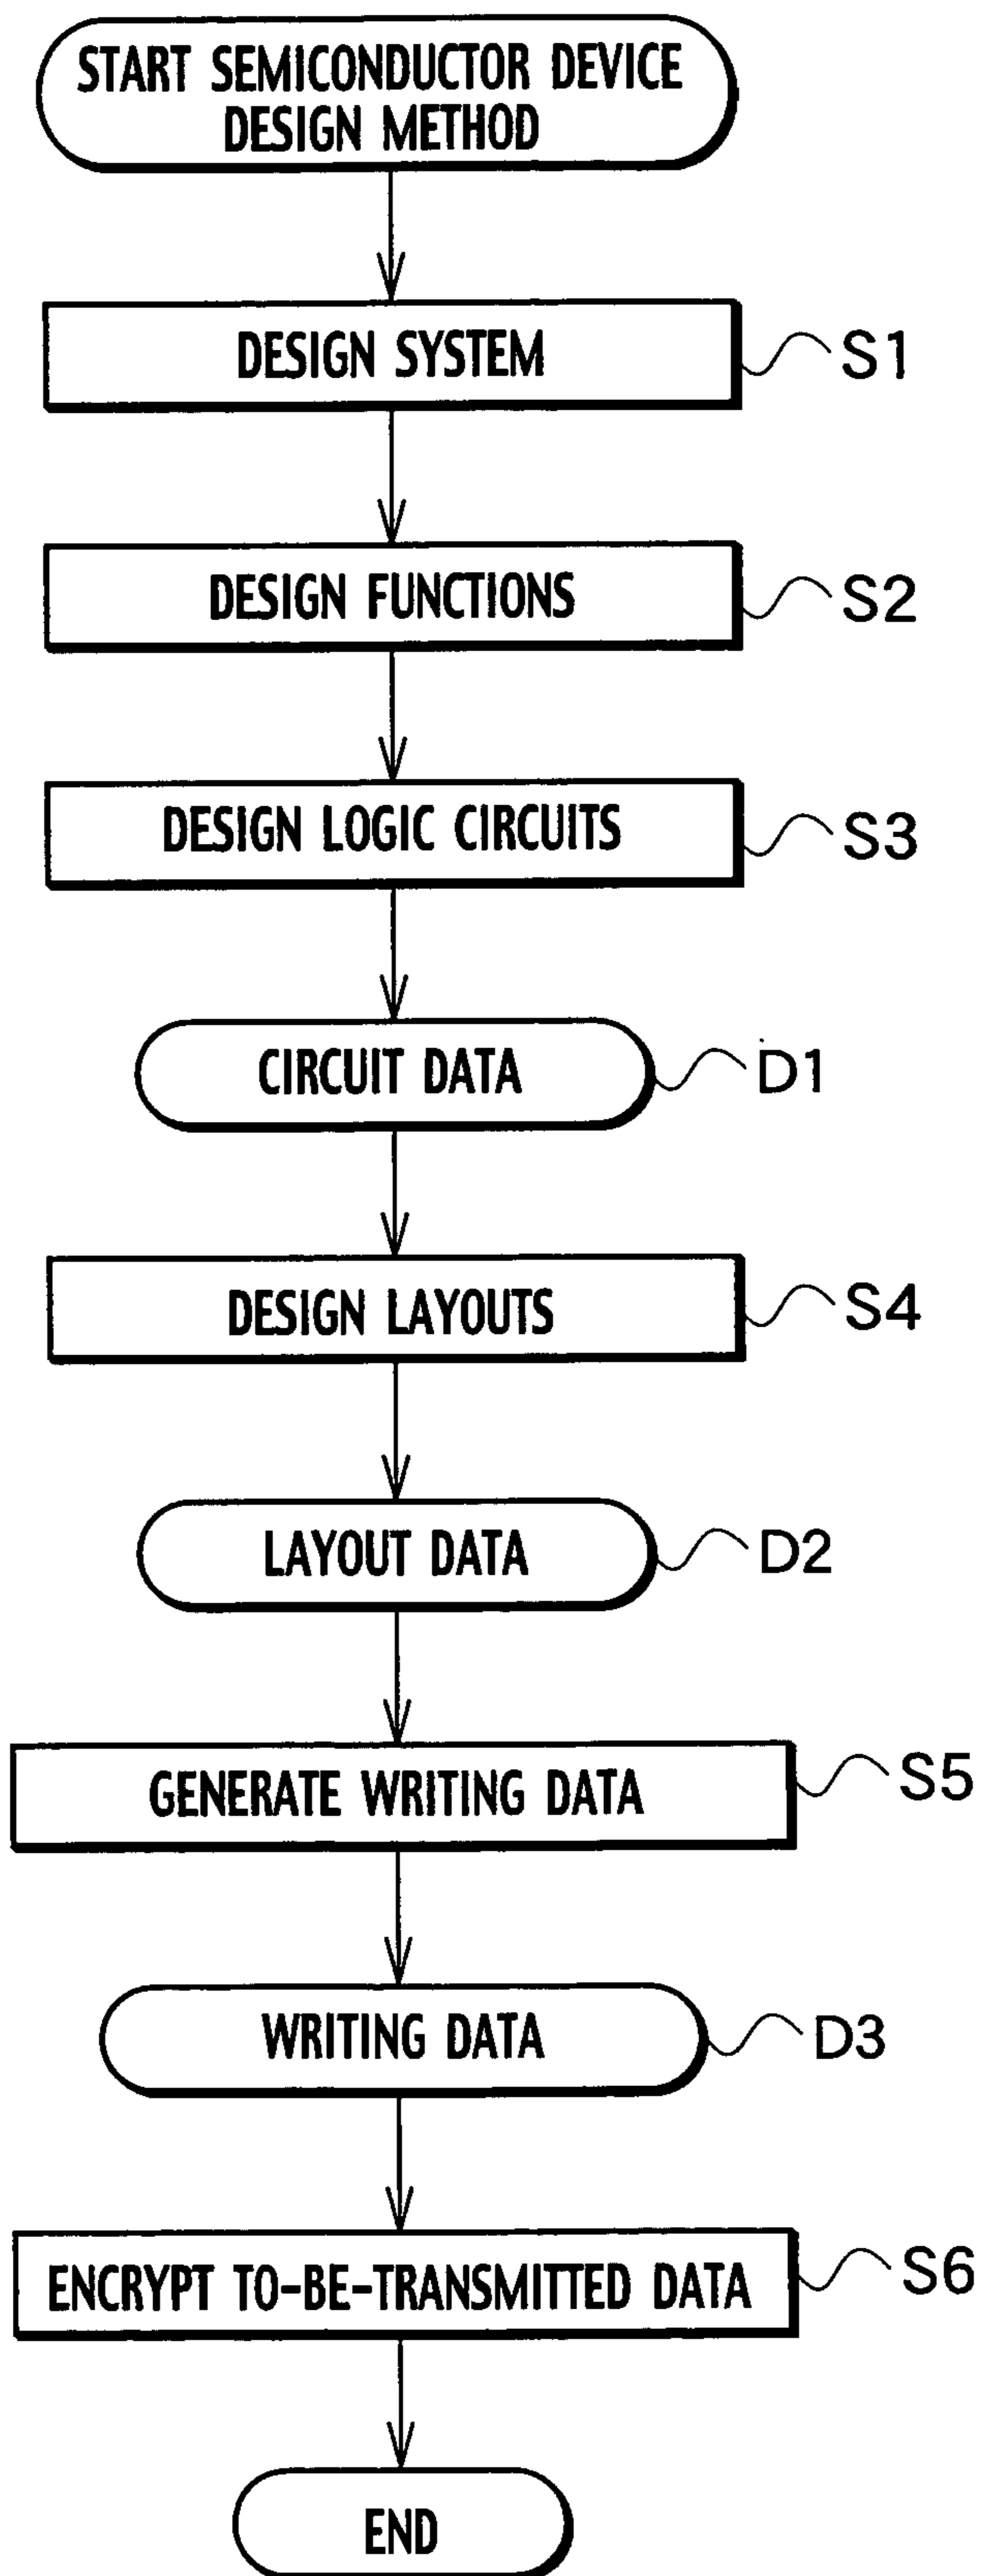 START SEMICONDUCTOR DEVICE
DESIGN METHOD
DESIGN SYSTEM
S1
DESIGN FUNCTIONS
S2
DESIGN LOGIC CIRCUITS
S3
CIRCUIT DATA
D1
DESIGN LAYOUTS
S4
LAYOUT DATA
D2
GENERATE WRITING DATA
S5
WRITING DATA
D3
ENCRYPT TO-BE-TRANSMITTED DATA
S6
END